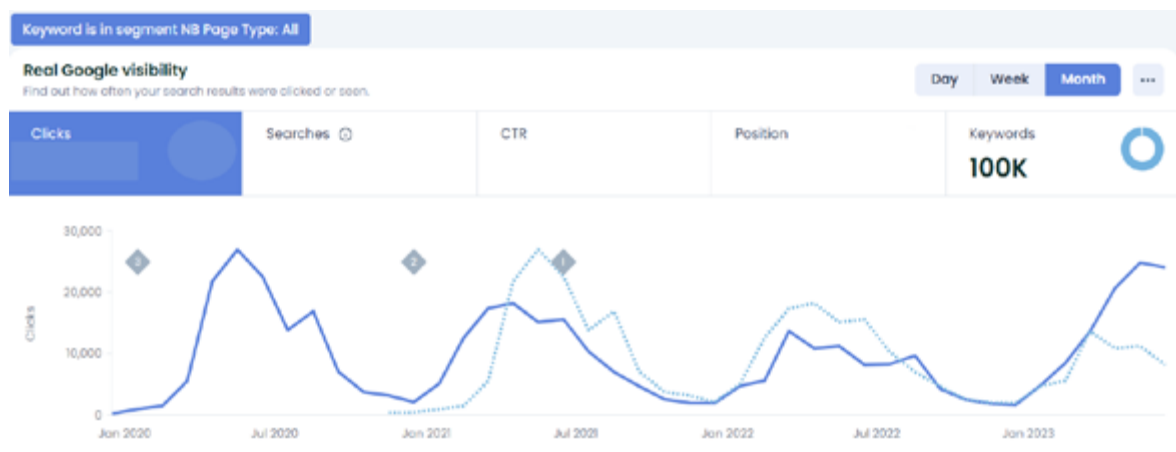 Keyword is in segment NB Page Type: All
Real Google visibility
Find out how often your search results were clicked or seen.
Day Week Month ...
Clicks Searches CTR Position Keywords
100K
30,000
3 2 1
20,000
Clicks
10,000
0
Jan 2020 Jul 2020 Jan 2021 Jul 2021 Jan 2022 Jul 2022 Jan 2023